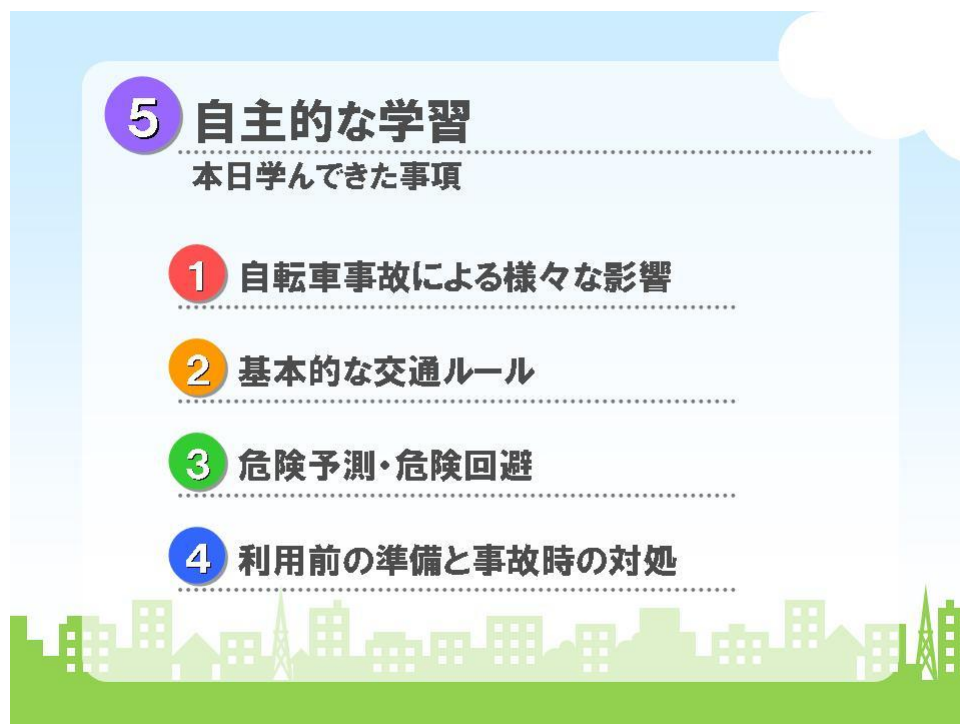 5 自主的な学習
本日学んできた事項
1 自転車事故による様々な影響
2 基本的な交通ルール
3 危険予測・危険回避
4 利用前の準備と事故時の対処